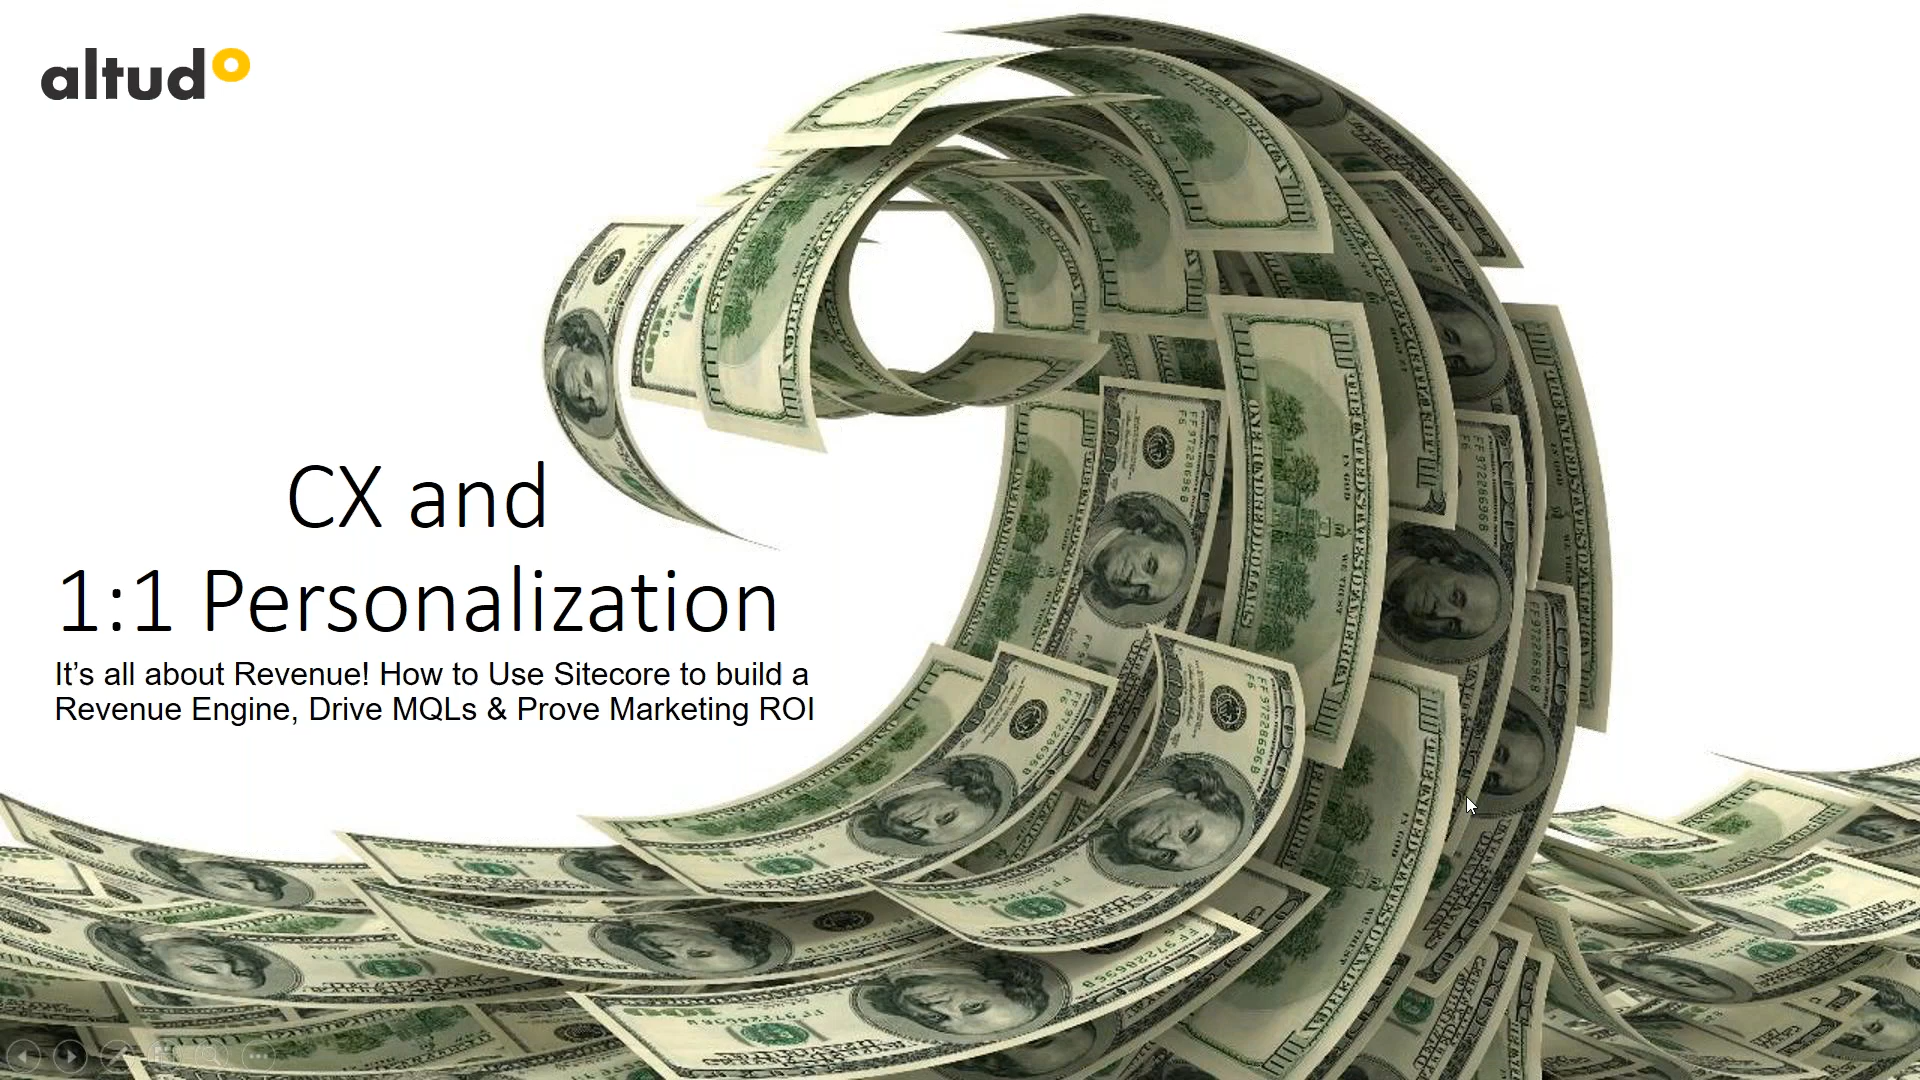 altudo
CX and
1:1 Personalization
It’s all about Revenue! How to Use Sitecore to build a
Revenue Engine, Drive MQLs & Prove Marketing ROI